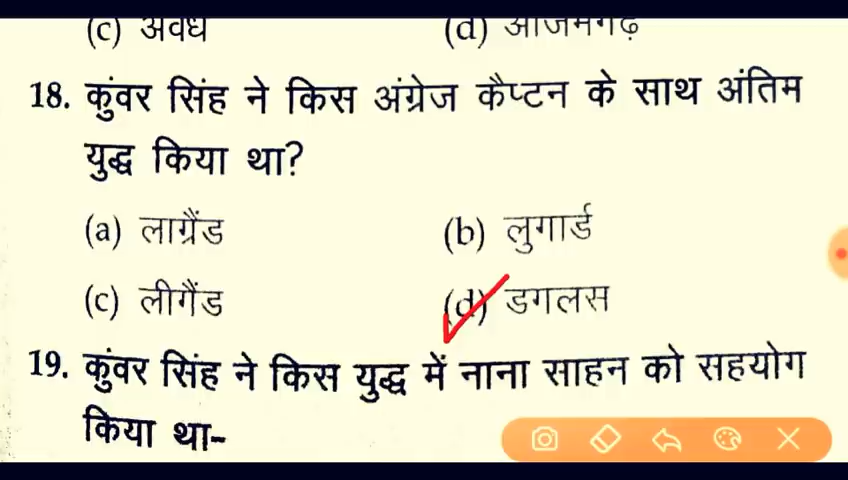 (c) अवध (d) आजमगढ़
18. कुंवर सिंह ने किस अंग्रेज कैप्टन के साथ अंतिम
युद्ध किया था?
(a) लाग्रैंड (b) लुगार्ड
(c) लीगैंड (d) डगलस
19. कुंवर सिंह ने किस युद्ध में नाना साहन को सहयोग
किया था-